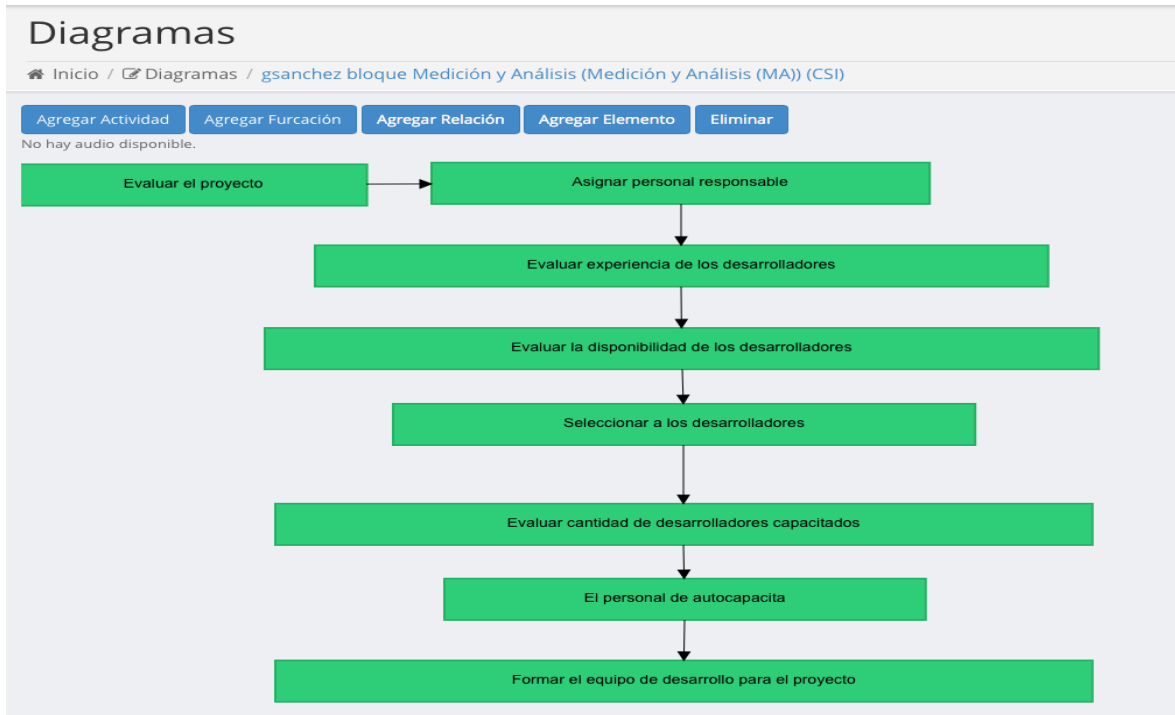 Diagramas
Inicio / Diagramas / gsanchez bloque Medición y Análisis (Medición y Análisis (MA)) (CSI)
Agregar Actividad Agregar Furcación Agregar Relación Agregar Elemento Eliminar
No hay audio disponible.
Evaluar el proyecto
Asignar personal responsable
Evaluar experiencia de los desarrolladores
Evaluar la disponibilidad de los desarrolladores
Seleccionar a los desarrolladores
Evaluar cantidad de desarrolladores capacitados
El personal de autocapacita
Formar el equipo de desarrollo para el proyecto